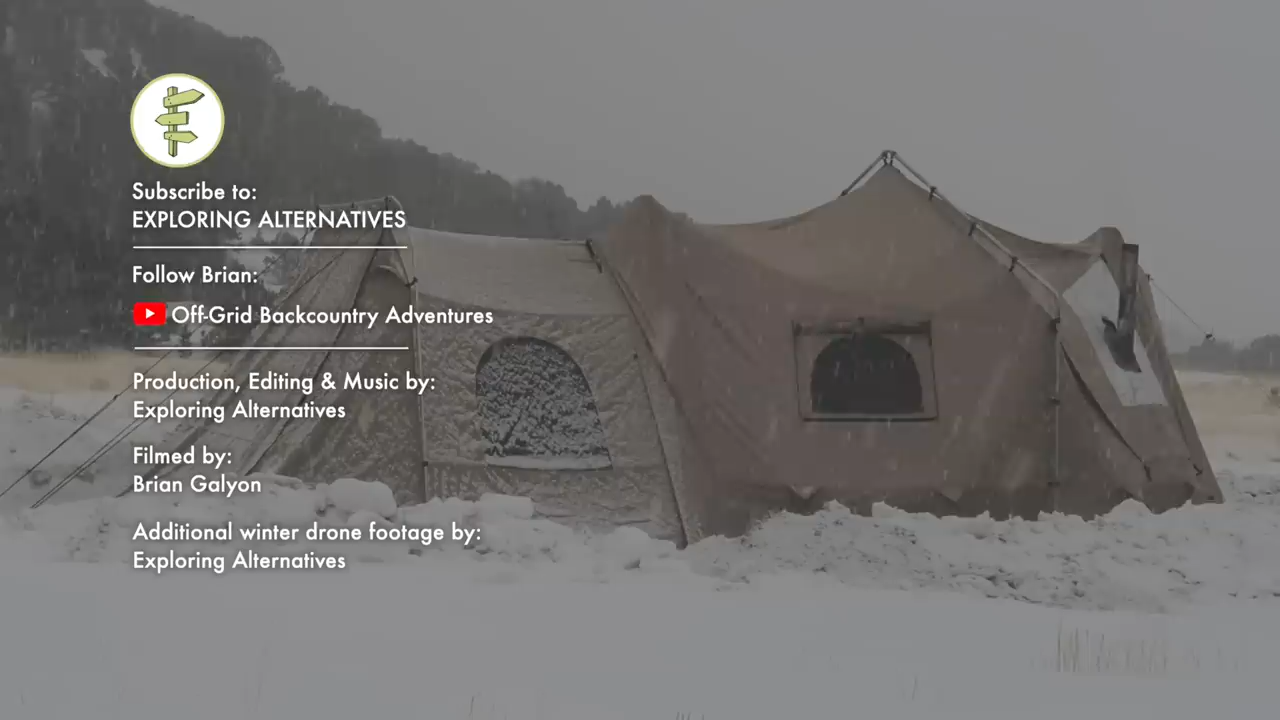 Subscribe to:
EXPLORING ALTERNATIVES
Follow Brian:
Off-Grid Backcountry Adventures
Production, Editing & Music by:
Exploring Alternatives
Filmed by:
Brian Galyon
Additional winter drone footage by:
Exploring Alternatives